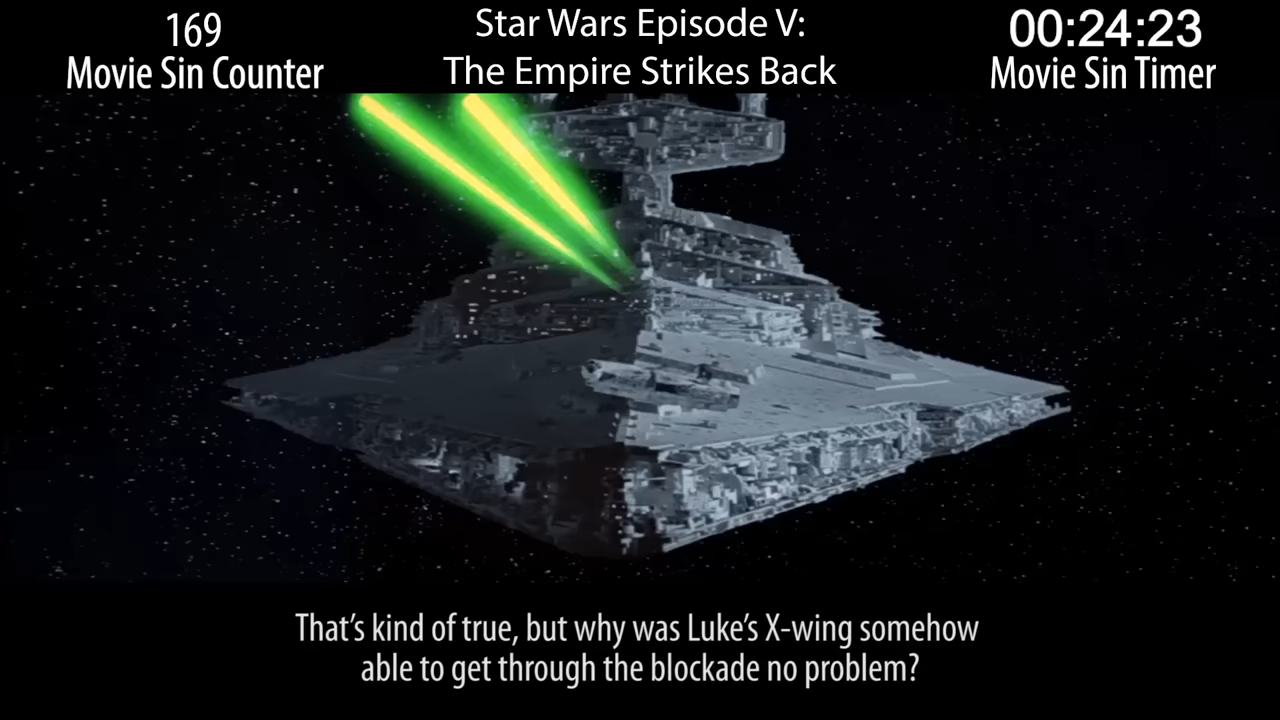 169
Movie Sin Counter
Star Wars Episode V:
The Empire Strikes Back
00:24:23
Movie Sin Timer
That's kind of true, but why was Luke's X-wing somehow
able to get through the blockade no problem?